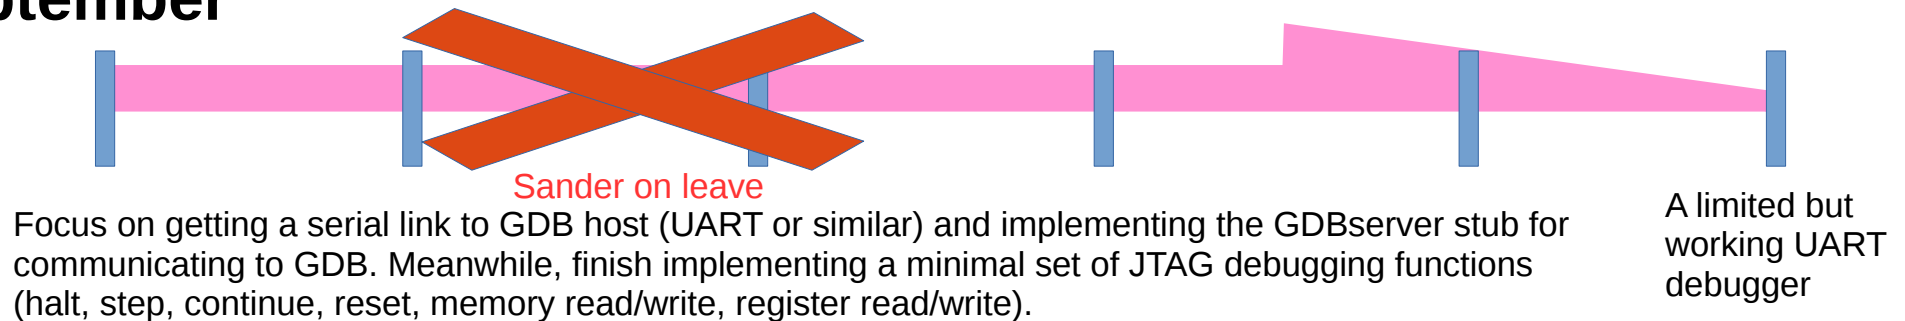 ptember
Sander on leave
Focus on getting a serial link to GDB host (UART or similar) and implementing the GDBserver stub for
communicating to GDB. Meanwhile, finish implementing a minimal set of JTAG debugging functions
(halt, step, continue, reset, memory read/write, register read/write).
A limited but
working UART
debugger